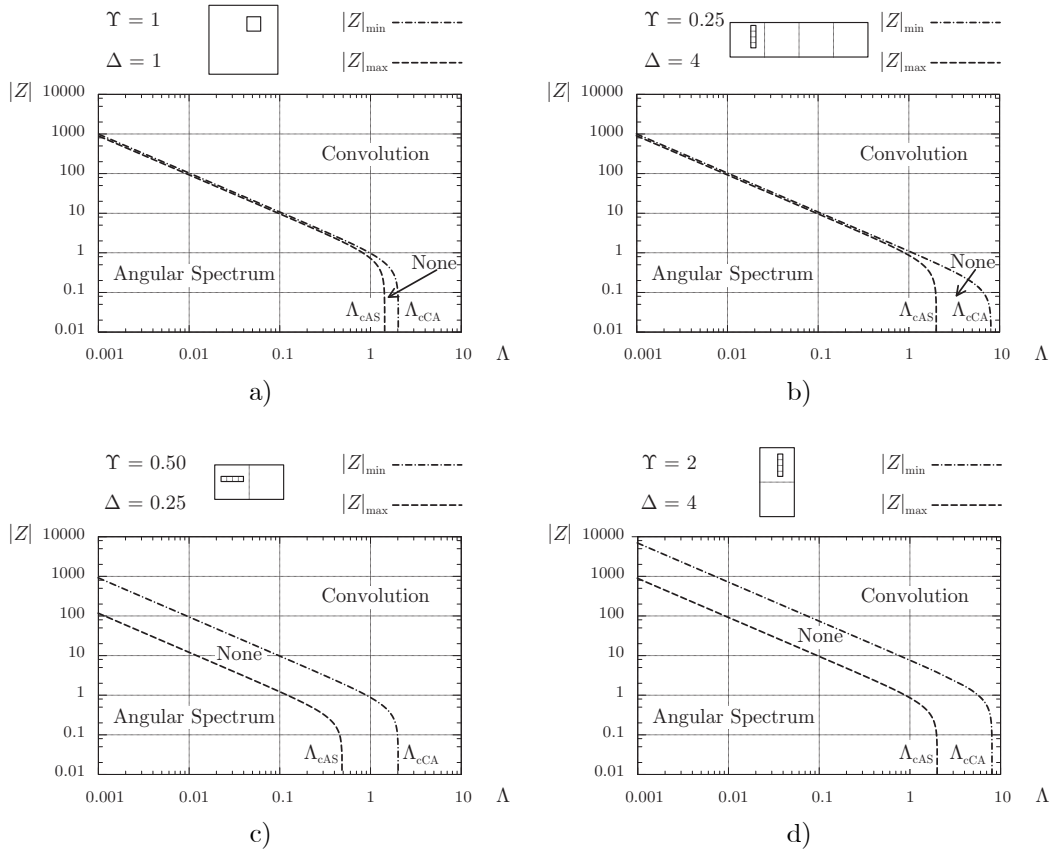 ϒ = 1
|Z|min
Δ = 1
|Z|max
|Z|
10000
1000
100
10
1
0.1
0.01
Convolution
Angular Spectrum
None
ΛcAS
ΛcCA
0.001
0.01
0.1
1
10
Λ
a)
ϒ = 0.25
|Z|min
Δ = 4
|Z|max
|Z|
10000
1000
100
10
1
0.1
0.01
Convolution
Angular Spectrum
None
ΛcAS
ΛcCA
0.001
0.01
0.1
1
10
Λ
b)
ϒ = 0.50
|Z|min
Δ = 0.25
|Z|max
|Z|
10000
1000
100
10
1
0.1
0.01
Convolution
None
Angular Spectrum
ΛcAS
ΛcCA
0.001
0.01
0.1
1
10
Λ
c)
ϒ = 2
|Z|min
Δ = 4
|Z|max
|Z|
10000
1000
100
10
1
0.1
0.01
Convolution
None
Angular Spectrum
ΛcAS
ΛcCA
0.001
0.01
0.1
1
10
Λ
d)